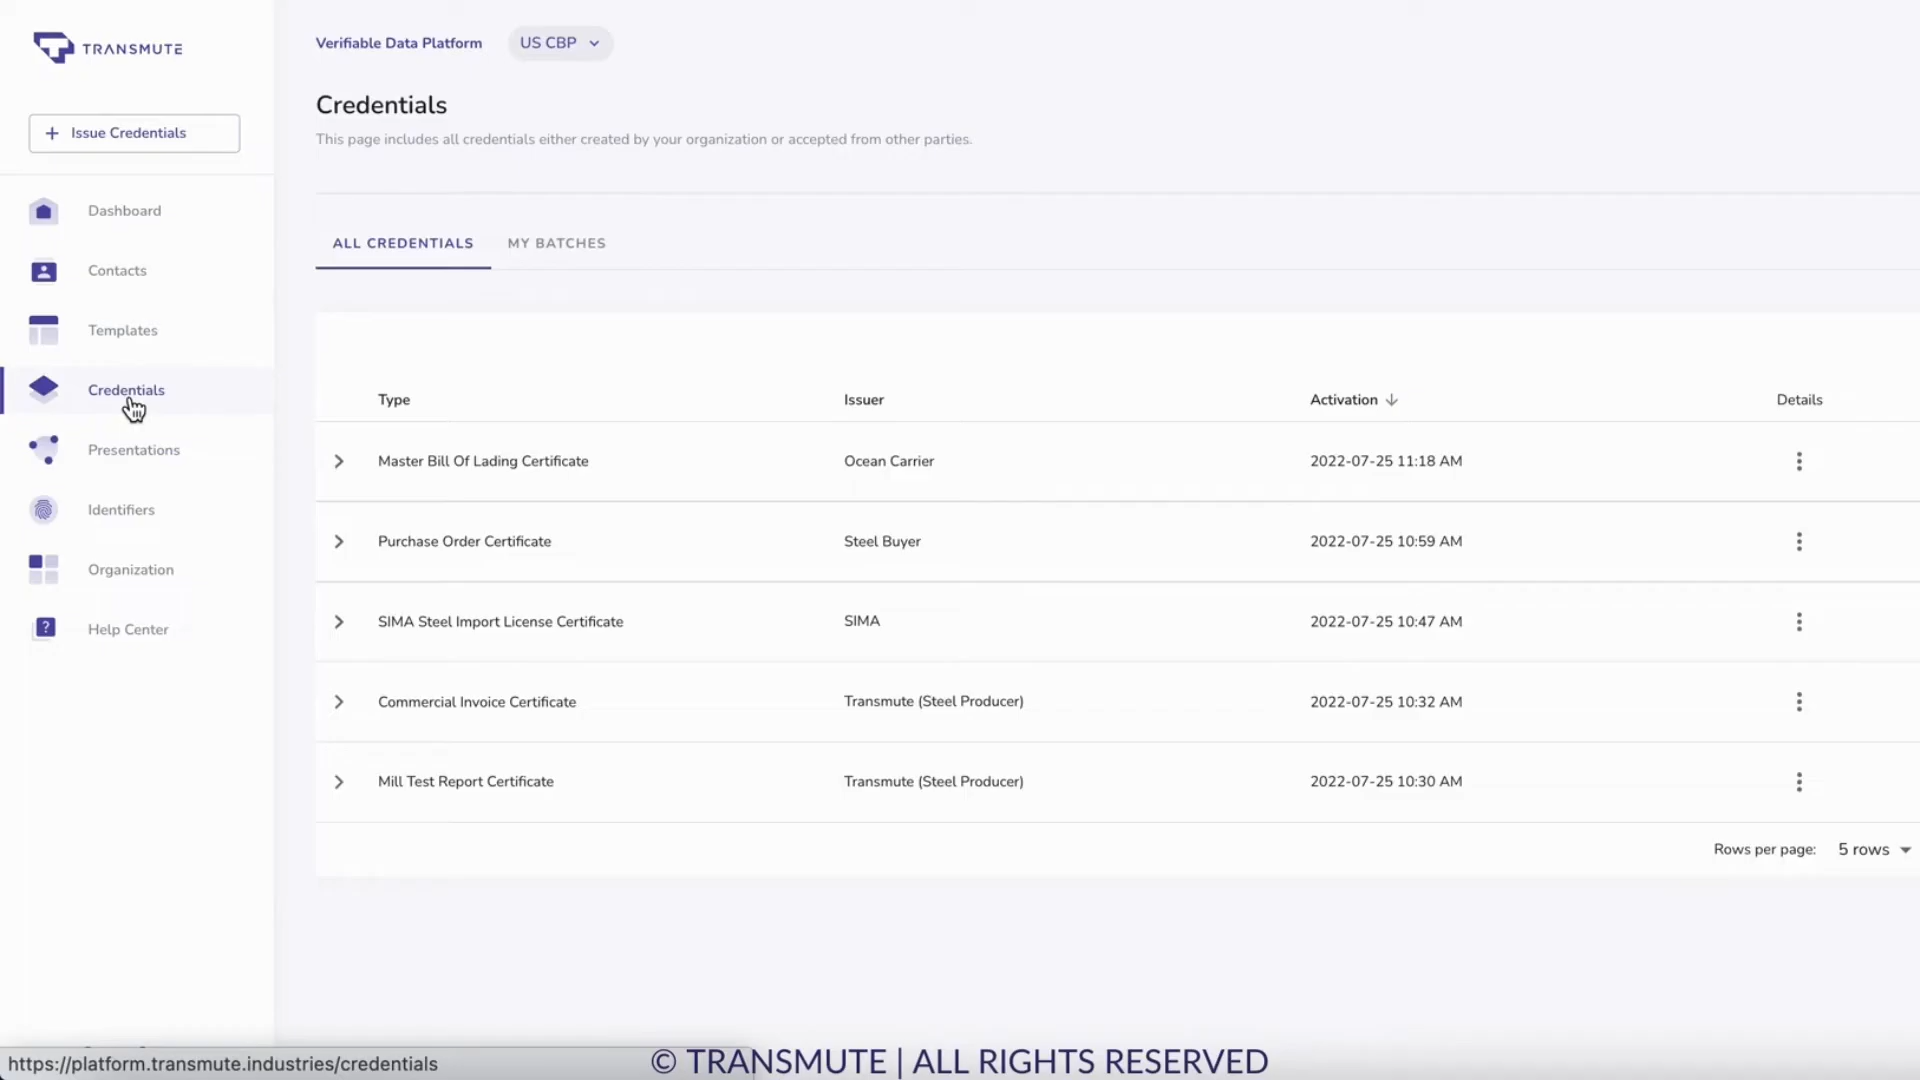 TRANSMUTE
Verifiable Data Platform
US CBP
Credentials
This page includes all credentials either created by your organization or accepted from other parties.
+ Issue Credentials
Dashboard
Contacts
Templates
Credentials
Presentations
Identifiers
Organization
? Help Center
ALL CREDENTIALS MY BATCHES
Type Issuer Activation Details
Master Bill Of Lading Certificate Ocean Carrier 2022-07-25 11:18 AM
Purchase Order Certificate Steel Buyer 2022-07-25 10:59 AM
SIMA Steel Import License Certificate SIMA 2022-07-25 10:47 AM
Commercial Invoice Certificate Transmute (Steel Producer) 2022-07-25 10:32 AM
Mill Test Report Certificate Transmute (Steel Producer) 2022-07-25 10:30 AM
Rows per page: 5 rows
https://platform.transmute.industries/credentials
© TRANSMUTE | ALL RIGHTS RESERVED